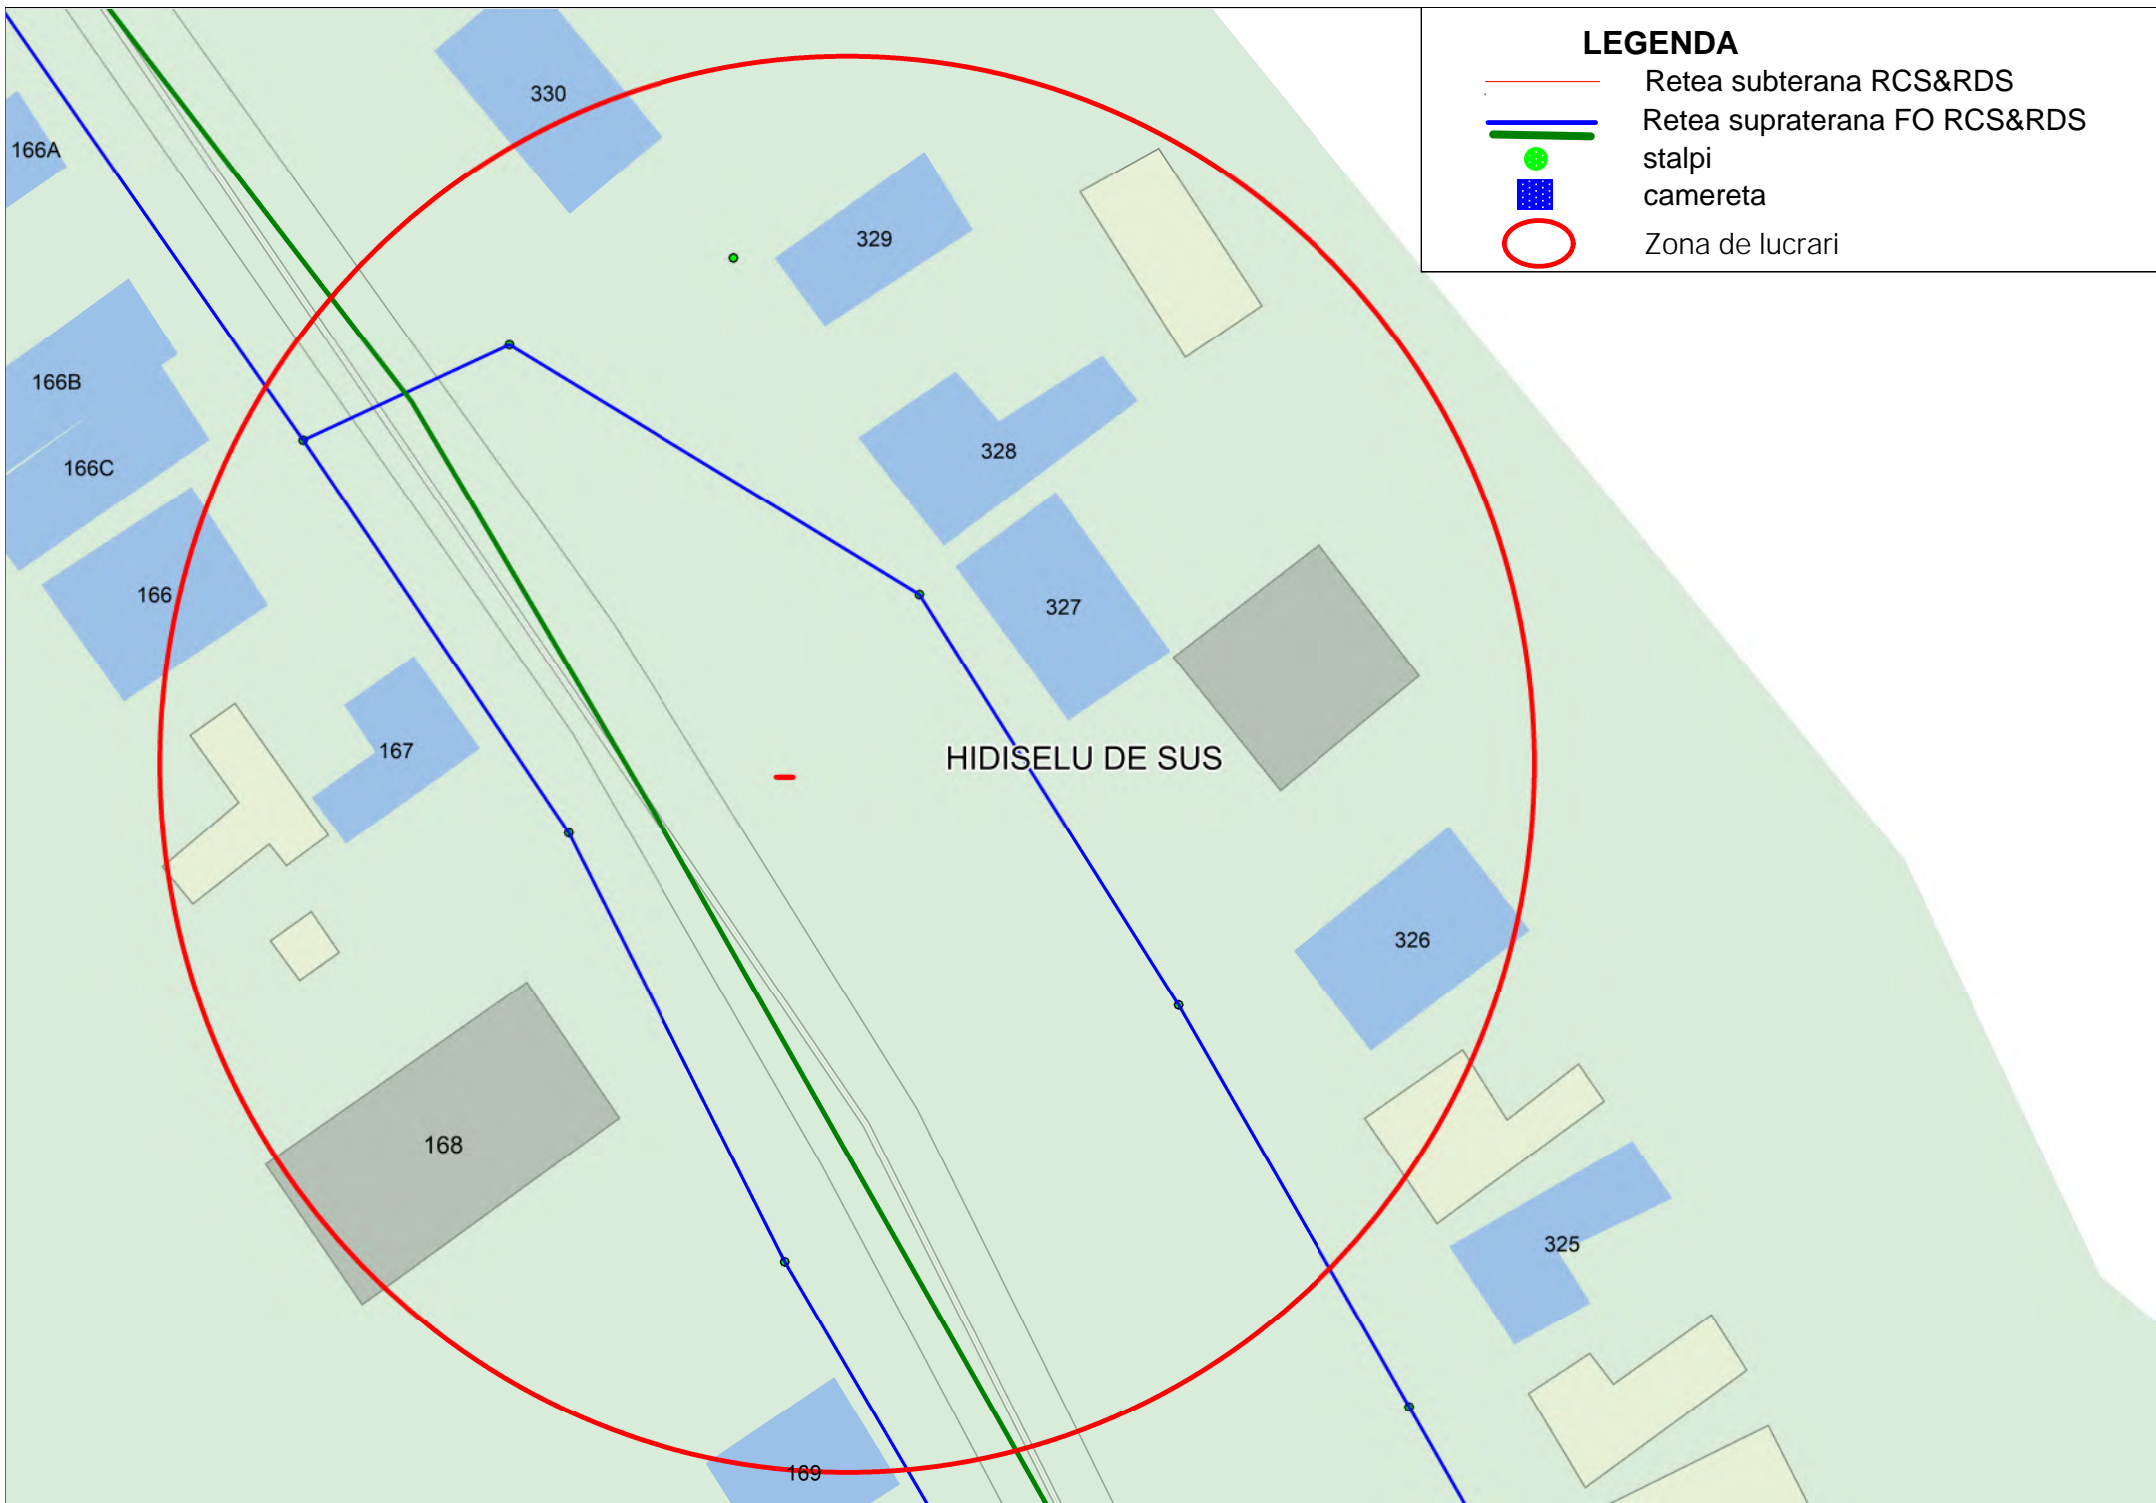 LEGENDA
Retea subterana RCS&RDS
Retea supraterana FO RCS&RDS
stalpi
camereta
Zona de lucrari
330
166A
329
166B
328
166C
166
327
167
HIDISELU DE SUS
326
168
325
169